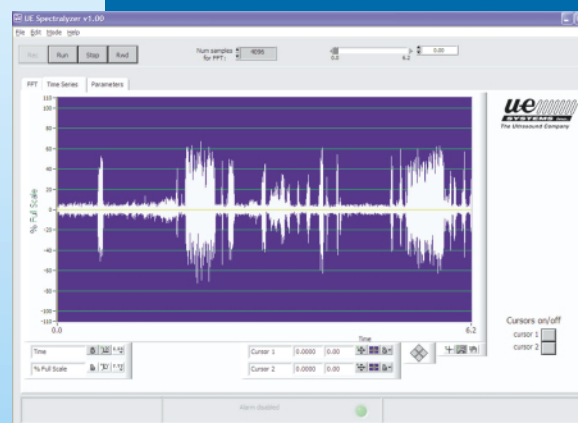 UE Spectralyzer v1.00
File Edit Mode Help
Rec Run Stop Rwd
Num samples for FFT: 4096
0.0 6.2 0.00
FFT Time Series Parameters
ue
SYSTEMS
The Ultrasound Company
% Full Scale
110
100
80
60
40
20
0
-20
-40
-60
-80
-100
-110
0.0 6.2
Time
Cursors on/off
cursor 1
cursor 2
Time
% Full Scale
Cursor 1 0.0000 0.00
Cursor 2 0.0000 0.00
Alarm disabled